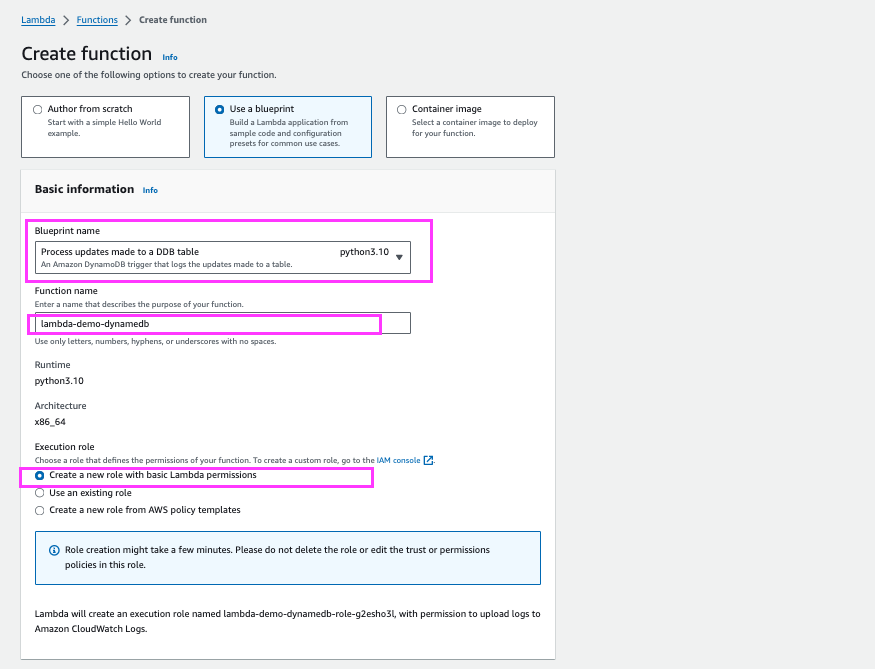 Lambda > Functions > Create function
Create function Info
Choose one of the following options to create your function.
Author from scratch
Start with a simple Hello World
example.
Use a blueprint
Build a Lambda application from
sample code and configuration
presets for common use cases.
Container image
Select a container image to deploy
for your function.
Basic information Info
Blueprint name
Process updates made to a DDB table python3.10
An Amazon DynamoDB trigger that logs the updates made to a table.
Function name
Enter a name that describes the purpose of your function.
lambda-demo-dynamedb
Use only letters, numbers, hyphens, or underscores with no spaces.
Runtime
python3.10
Architecture
x86_64
Execution role
Choose a role that defines the permissions of your function. To create a custom role, go to the IAM console.
Create a new role with basic Lambda permissions
Use an existing role
Create a new role from AWS policy templates
Role creation might take a few minutes. Please do not delete the role or edit the trust or permissions
policies in this role.
Lambda will create an execution role named lambda-demo-dynamedb-role-g2esho3l, with permission to upload logs to
Amazon CloudWatch Logs.